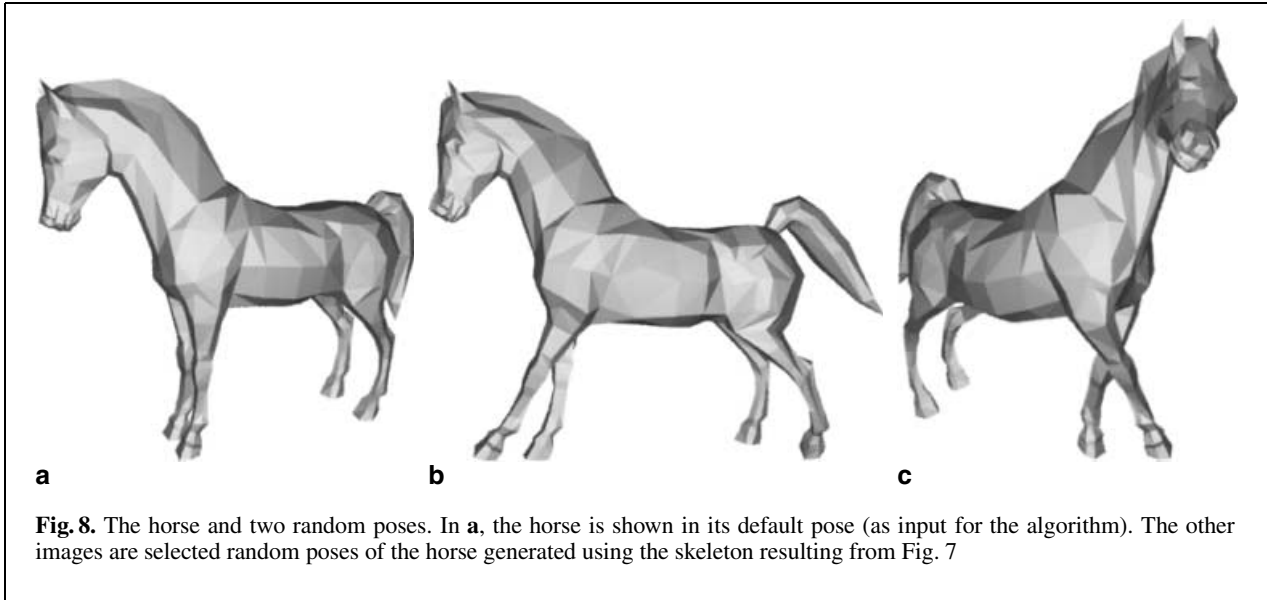 a b c
Fig. 8. The horse and two random poses. In a, the horse is shown in its default pose (as input for the algorithm). The other
images are selected random poses of the horse generated using the skeleton resulting from Fig. 7